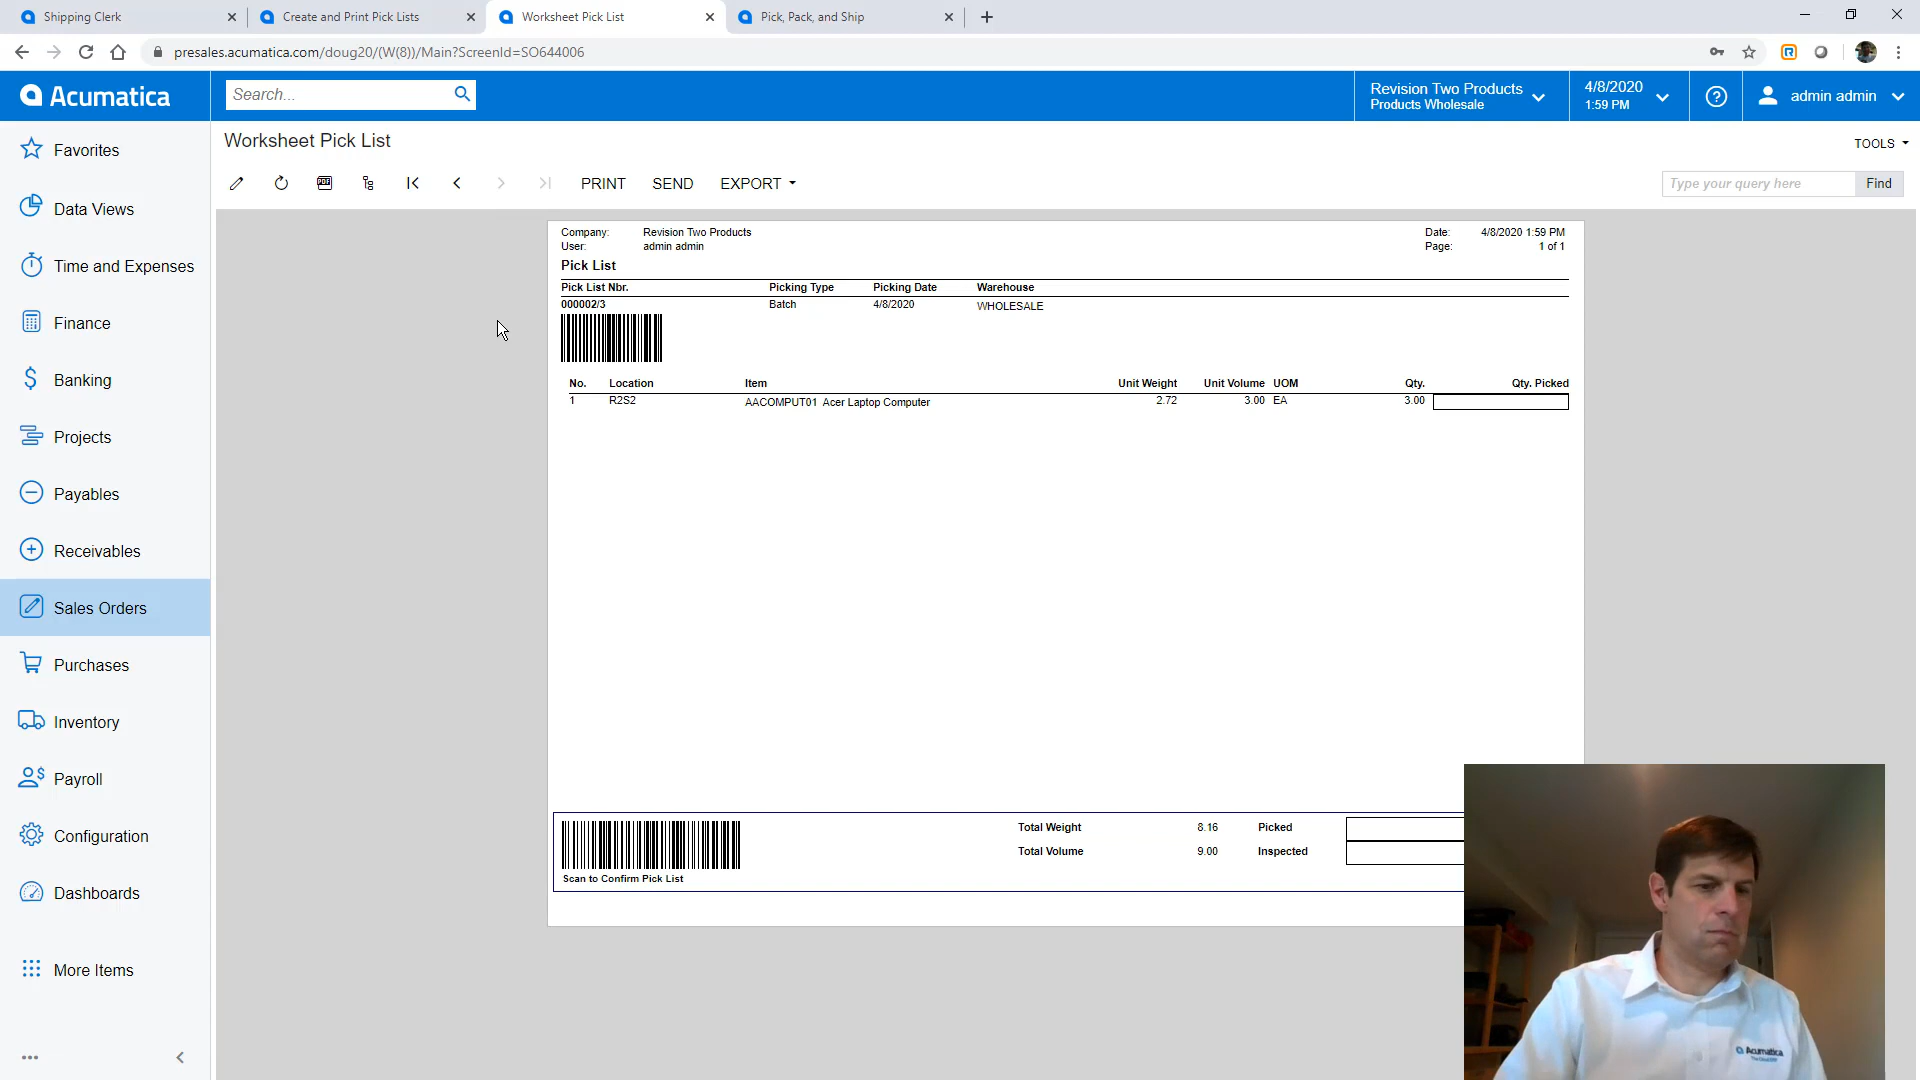 Shipping Clerk
Create and Print Pick Lists
Worksheet Pick List
Pick, Pack, and Ship
presales.acumatica.com/doug20/(W(8))/Main?ScreenId=SO644006
Acumatica
Search...
Revision Two Products
Products Wholesale
4/8/2020
1:59 PM
admin admin
Favorites
Data Views
Time and Expenses
Finance
Banking
Projects
Payables
Receivables
Sales Orders
Purchases
Inventory
Payroll
Configuration
Dashboards
More Items
Worksheet Pick List
TOOLS
PDF
PRINT SEND EXPORT
Type your query here Find
Company: Revision Two Products Date: 4/8/2020 1:59 PM
User: admin admin Page: 1 of 1
Pick List
Pick List Nbr. Picking Type Picking Date Warehouse
000002/3 Batch 4/8/2020 WHOLESALE
No. Location Item Unit Weight Unit Volume UOM Qty. Qty. Picked
1 R2S2 AACOMPUT01 Acer Laptop Computer 2.72 3.00 EA 3.00
Total Weight 8.16 Picked
Total Volume 9.00 Inspected
Scan to Confirm Pick List
Acumatica